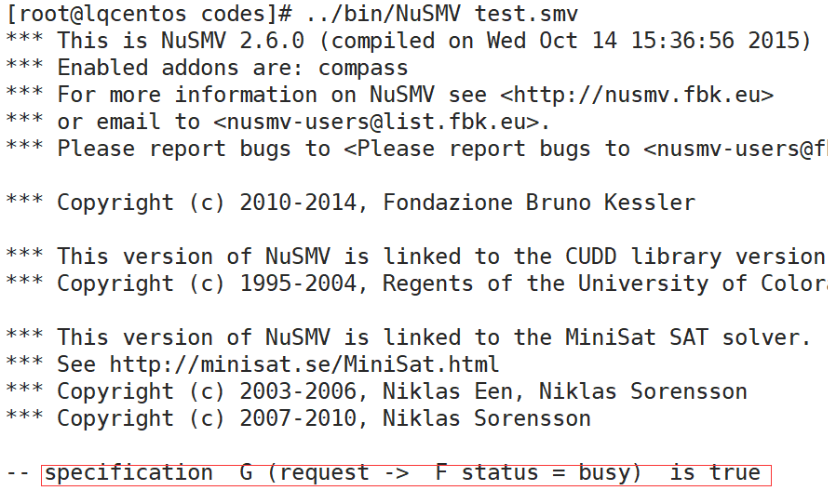 [root@lqcentos codes]# ../bin/NuSMV test.smv
*** This is NuSMV 2.6.0 (compiled on Wed Oct 14 15:36:56 2015)
*** Enabled addons are: compass
*** For more information on NuSMV see <http://nusmv.fbk.eu>
*** or email to <nusmv-users@list.fbk.eu>.
*** Please report bugs to <Please report bugs to <nusmv-users@f
*** Copyright (c) 2010-2014, Fondazione Bruno Kessler
*** This version of NuSMV is linked to the CUDD library version
*** Copyright (c) 1995-2004, Regents of the University of Color
*** This version of NuSMV is linked to the MiniSat SAT solver.
*** See http://minisat.se/MiniSat.html
*** Copyright (c) 2003-2006, Niklas Een, Niklas Sorensson
*** Copyright (c) 2007-2010, Niklas Sorensson
-- specification  G (request ->  F status = busy)  is true